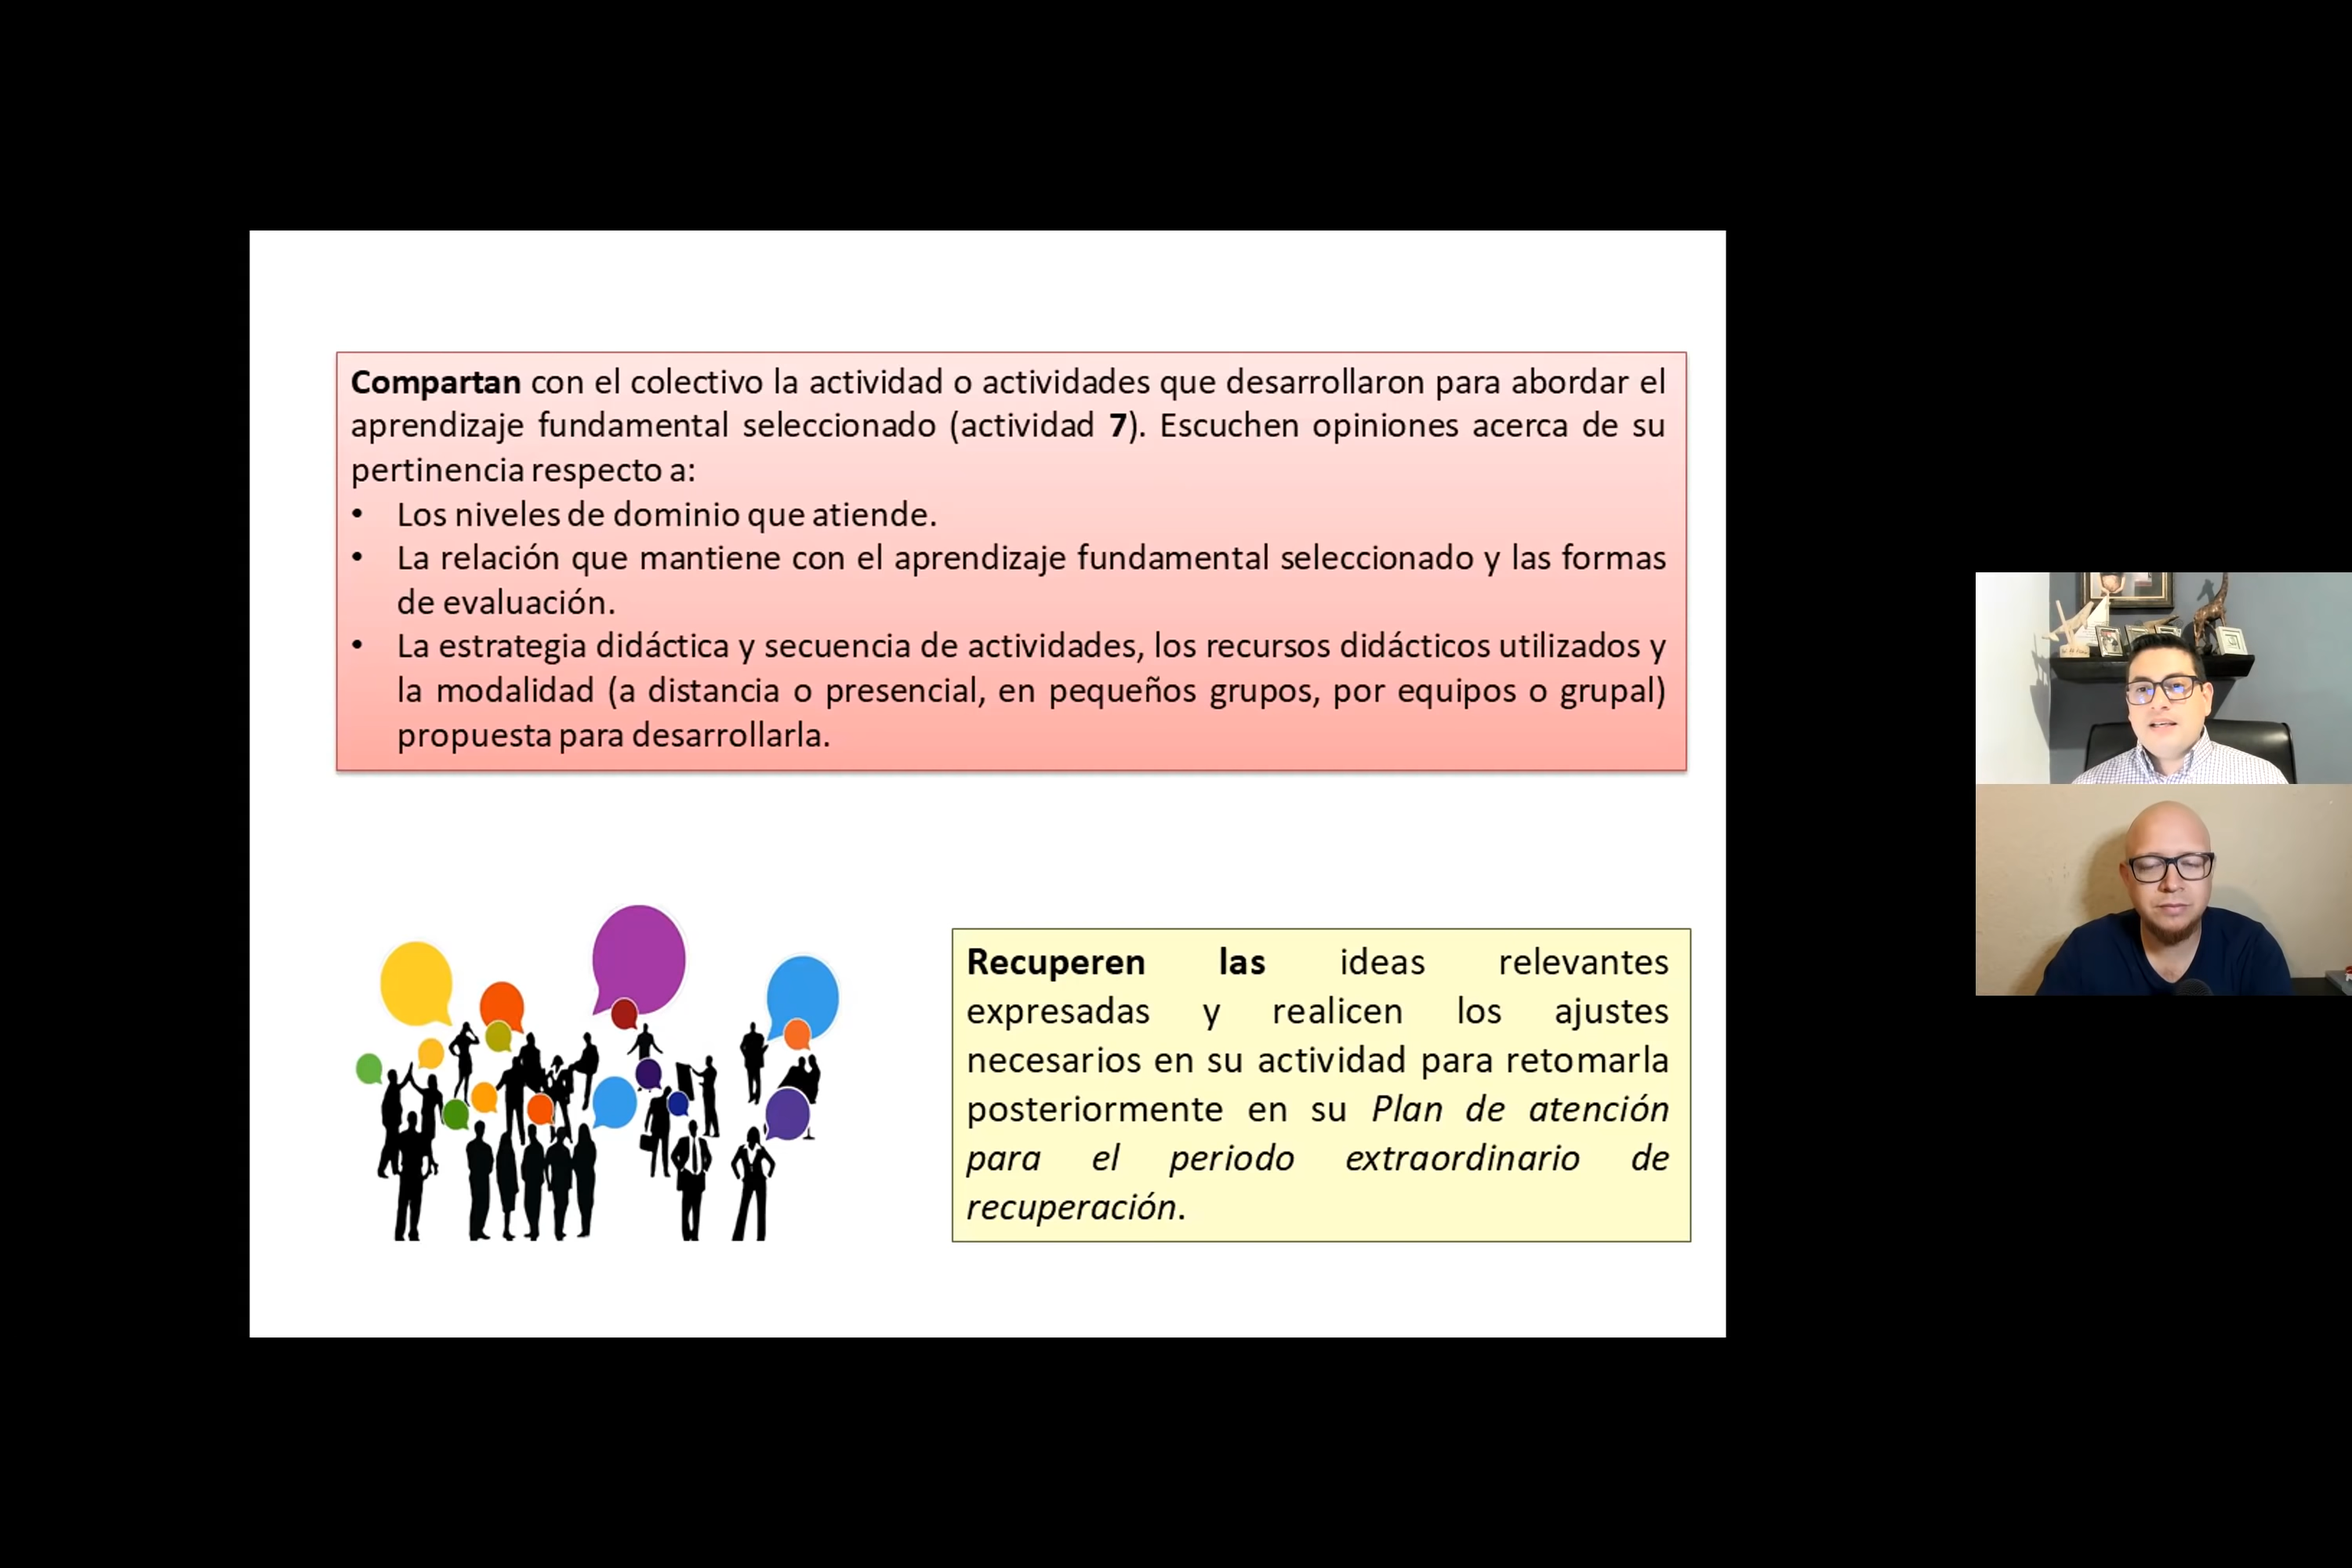 Compartan con el colectivo la actividad o actividades que desarrollaron para abordar el
aprendizaje fundamental seleccionado (actividad 7). Escuchen opiniones acerca de su
pertinencia respecto a:
• Los niveles de dominio que atiende.
• La relación que mantiene con el aprendizaje fundamental seleccionado y las formas
de evaluación.
• La estrategia didáctica y secuencia de actividades, los recursos didácticos utilizados y
la modalidad (a distancia o presencial, en pequeños grupos, por equipos o grupal)
propuesta para desarrollarla.
Recuperen las ideas relevantes
expresadas y realicen los ajustes
necesarios en su actividad para retomarla
posteriormente en su Plan de atención
para el periodo extraordinario de
recuperación.